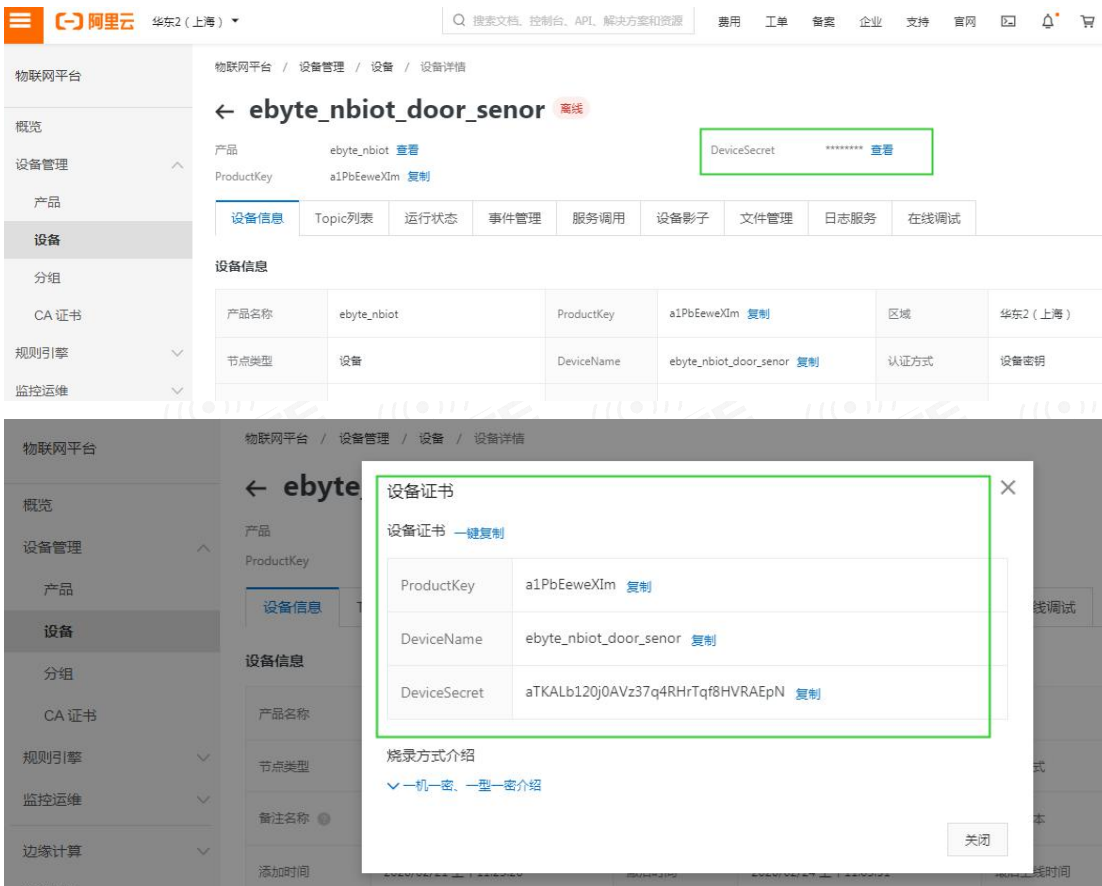 阿里云 华东2（上海） 搜索文档、控制台、API、解决方案和资源 费用 工单 备案 企业 支持 官网
物联网平台
物联网平台 / 设备管理 / 设备 / 设备详情
ebyte_nbiot_door_senor 离线
概览
产品 ebyte_nbiot 查看 DeviceSecret ******** 查看
设备管理
ProductKey a1PbEeweXIm 复制
产品
设备信息 Topic列表 运行状态 事件管理 服务调用 设备影子 文件管理 日志服务 在线调试
设备
设备信息
分组
产品名称 ebyte_nbiot ProductKey a1PbEeweXIm 复制 区域 华东2（上海）
CA 证书
规则引擎
节点类型 设备 DeviceName ebyte_nbiot_door_senor 复制 认证方式 设备密钥
监控运维
物联网平台
物联网平台 / 设备管理 / 设备 / 设备详情
ebyte
概览
产品
设备管理
ProductKey
产品
设备信息
线调试
设备
设备信息
分组
产品名称
CA 证书
规则引擎
节点类型
式
监控运维
备注名称
本
边缘计算
添加时间
线时间
设备证书
设备证书 一键复制
ProductKey a1PbEeweXIm 复制
DeviceName ebyte_nbiot_door_senor 复制
DeviceSecret aTKALb120j0AVz37q4RHrTqf8HVRAEpN 复制
烧录方式介绍
一机一密、一型一密介绍
关闭